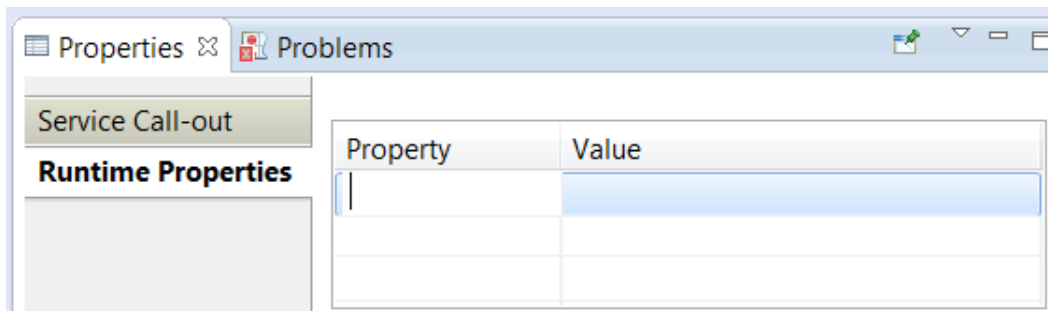 Properties Problems
Service Call-out
Property Value
Runtime Properties